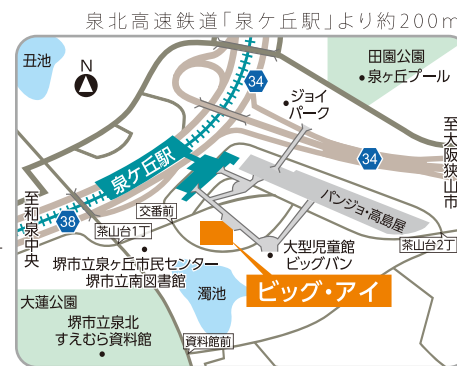 泉北高速鉄道「泉ケ丘駅」より約200m
丑池
N
田園公園
泉ヶ丘プール
34
ジョイ
パーク
至大阪狭山市
34
泉ケ丘駅
至和泉中央
38
交番前
パンジョ・高島屋
茶山台1丁
茶山台2丁
大型児童館
ビッグバン
堺市立泉ヶ丘市民センター
堺市立南図書館
ビッグ・アイ
濁池
大蓮公園
堺市立泉北
すえむら資料館
資料館前